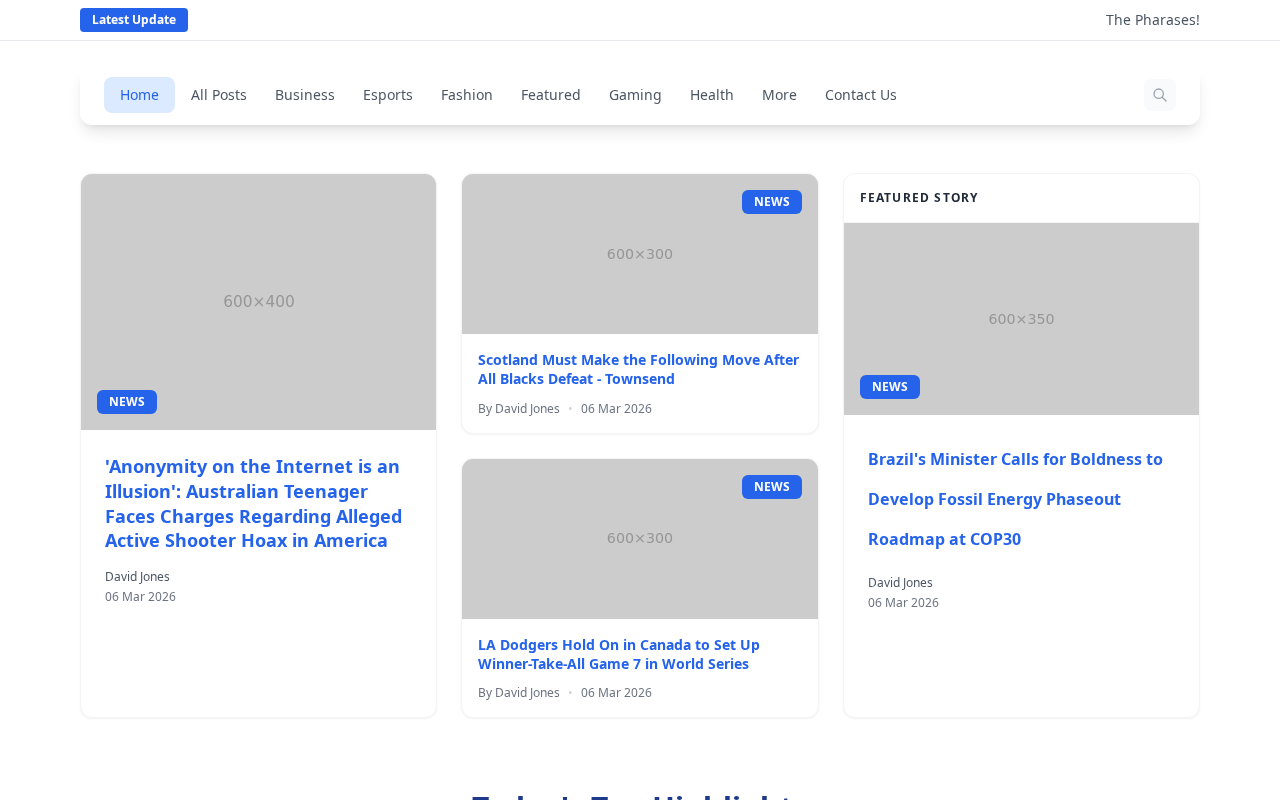 Latest Update
The Pharases!
Home
All Posts
Business
Esports
Fashion
Featured
Gaming
Health
More
Contact Us
600×400
NEWS
'Anonymity on the Internet is an
Illusion': Australian Teenager
Faces Charges Regarding Alleged
Active Shooter Hoax in America
David Jones
06 Mar 2026
NEWS
600×300
Scotland Must Make the Following Move After
All Blacks Defeat - Townsend
By David Jones • 06 Mar 2026
NEWS
600×300
LA Dodgers Hold On in Canada to Set Up
Winner-Take-All Game 7 in World Series
By David Jones • 06 Mar 2026
FEATURED STORY
600×350
NEWS
Brazil's Minister Calls for Boldness to
Develop Fossil Energy Phaseout
Roadmap at COP30
David Jones
06 Mar 2026